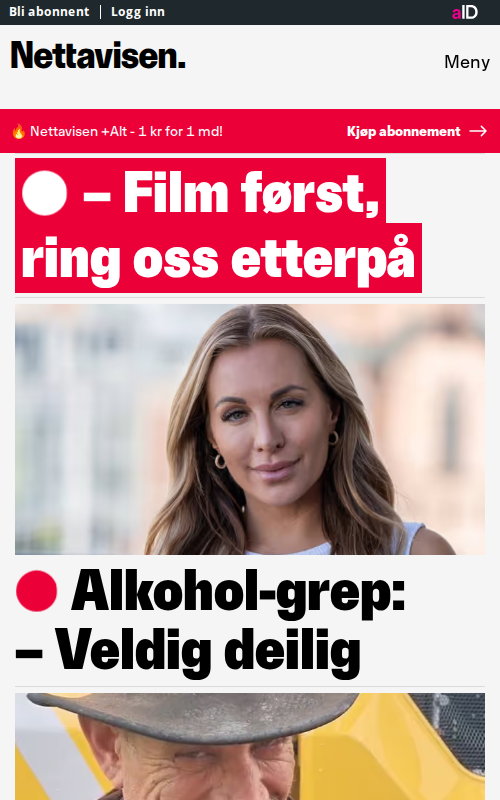 Bli abonnent
Logg inn
aID
Nettavisen.
Meny
🔥 Nettavisen +Alt - 1 kr for 1 md!
Kjøp abonnement →
– Film først,
ring oss etterpå
Alkohol-grep:
– Veldig deilig